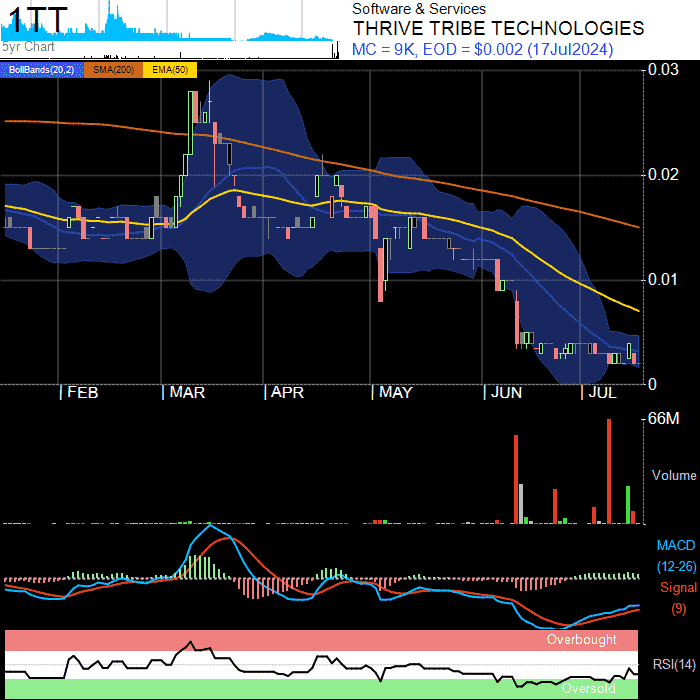 1TT
5yr Chart
Software & Services
THRIVE TRIBE TECHNOLOGIES
MC = 9K, EOD = $0.002 (17Jul2024)
BollBands(20,2) SMA(200) EMA(50)
0.03
0.02
0.01
0
FEB MAR APR MAY JUN JUL
66M
Volume
MACD
(12-26)
Signal
(9)
Overbought
RSI(14)
Oversold